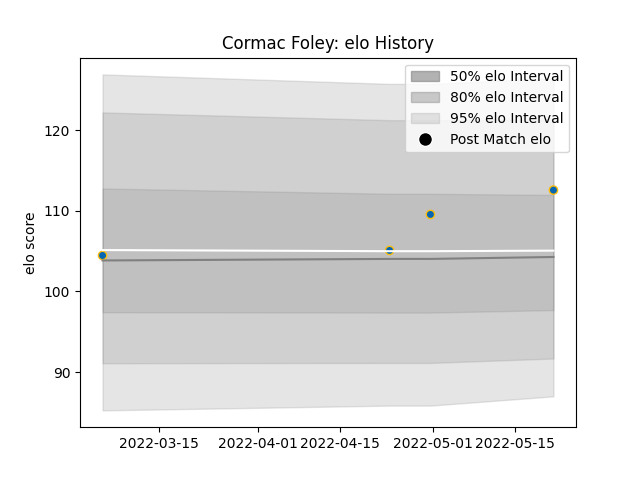 Cormac Foley: elo History
50% elo Interval
80% elo Interval
95% elo Interval
Post Match elo
elo score
120
110
100
90
2022-03-15 2022-04-01 2022-04-15 2022-05-01 2022-05-15